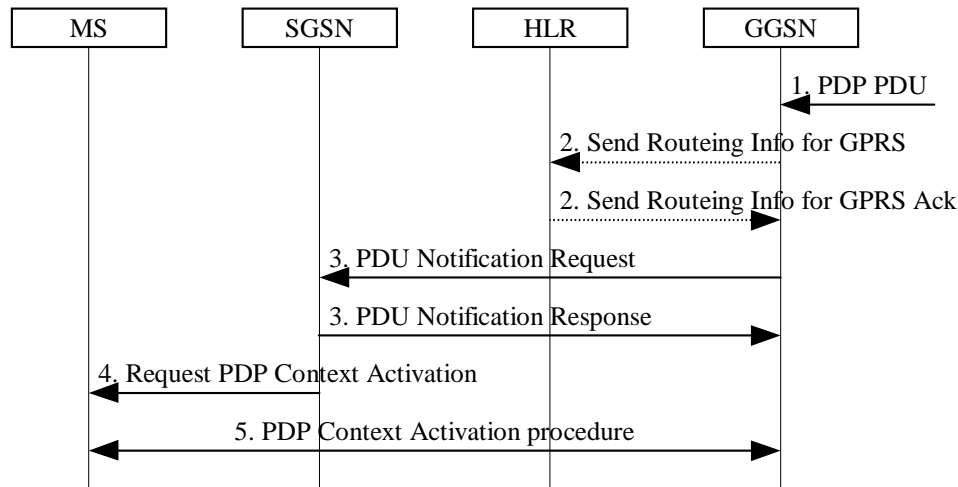 MS
SGSN
HLR
GGSN
1. PDP PDU
2. Send Routeing Info for GPRS
2. Send Routeing Info for GPRS Ack
3. PDU Notification Request
3. PDU Notification Response
4. Request PDP Context Activation
5. PDP Context Activation procedure